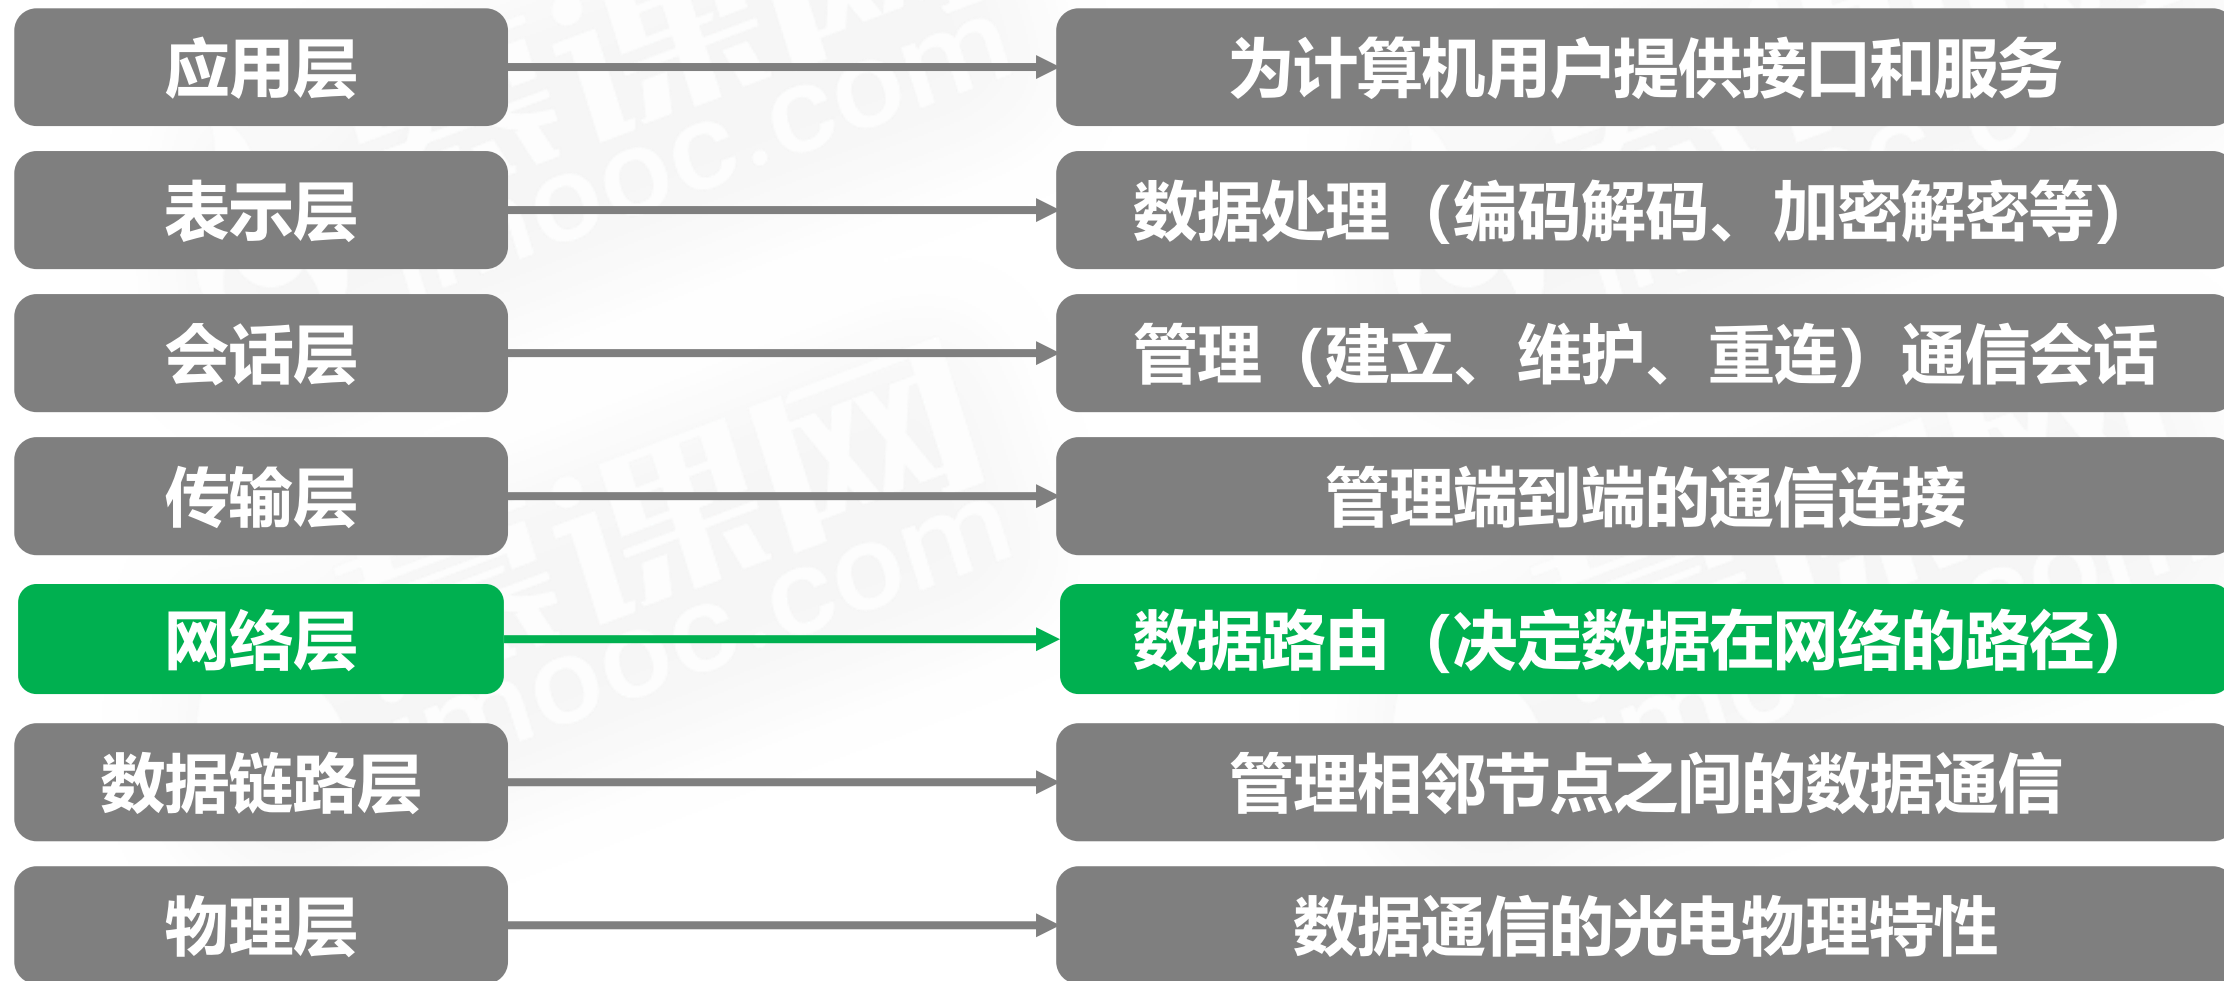 应用层 为计算机用户提供接口和服务
表示层 数据处理（编码解码、加密解密等）
会话层 管理（建立、维护、重连）通信会话
传输层 管理端到端的通信连接
网络层 数据路由（决定数据在网络的路径）
数据链路层 管理相邻节点之间的数据通信
物理层 数据通信的光电物理特性
慕课网
imooc.com